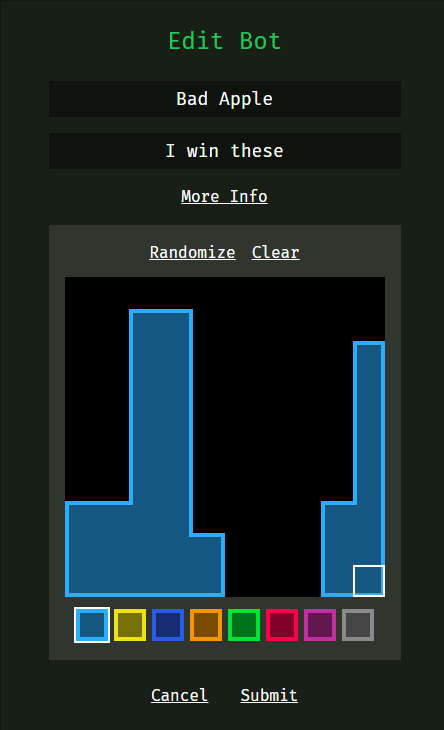 Edit Bot
Bad Apple
I win these
More Info
Randomize Clear
Cancel Submit